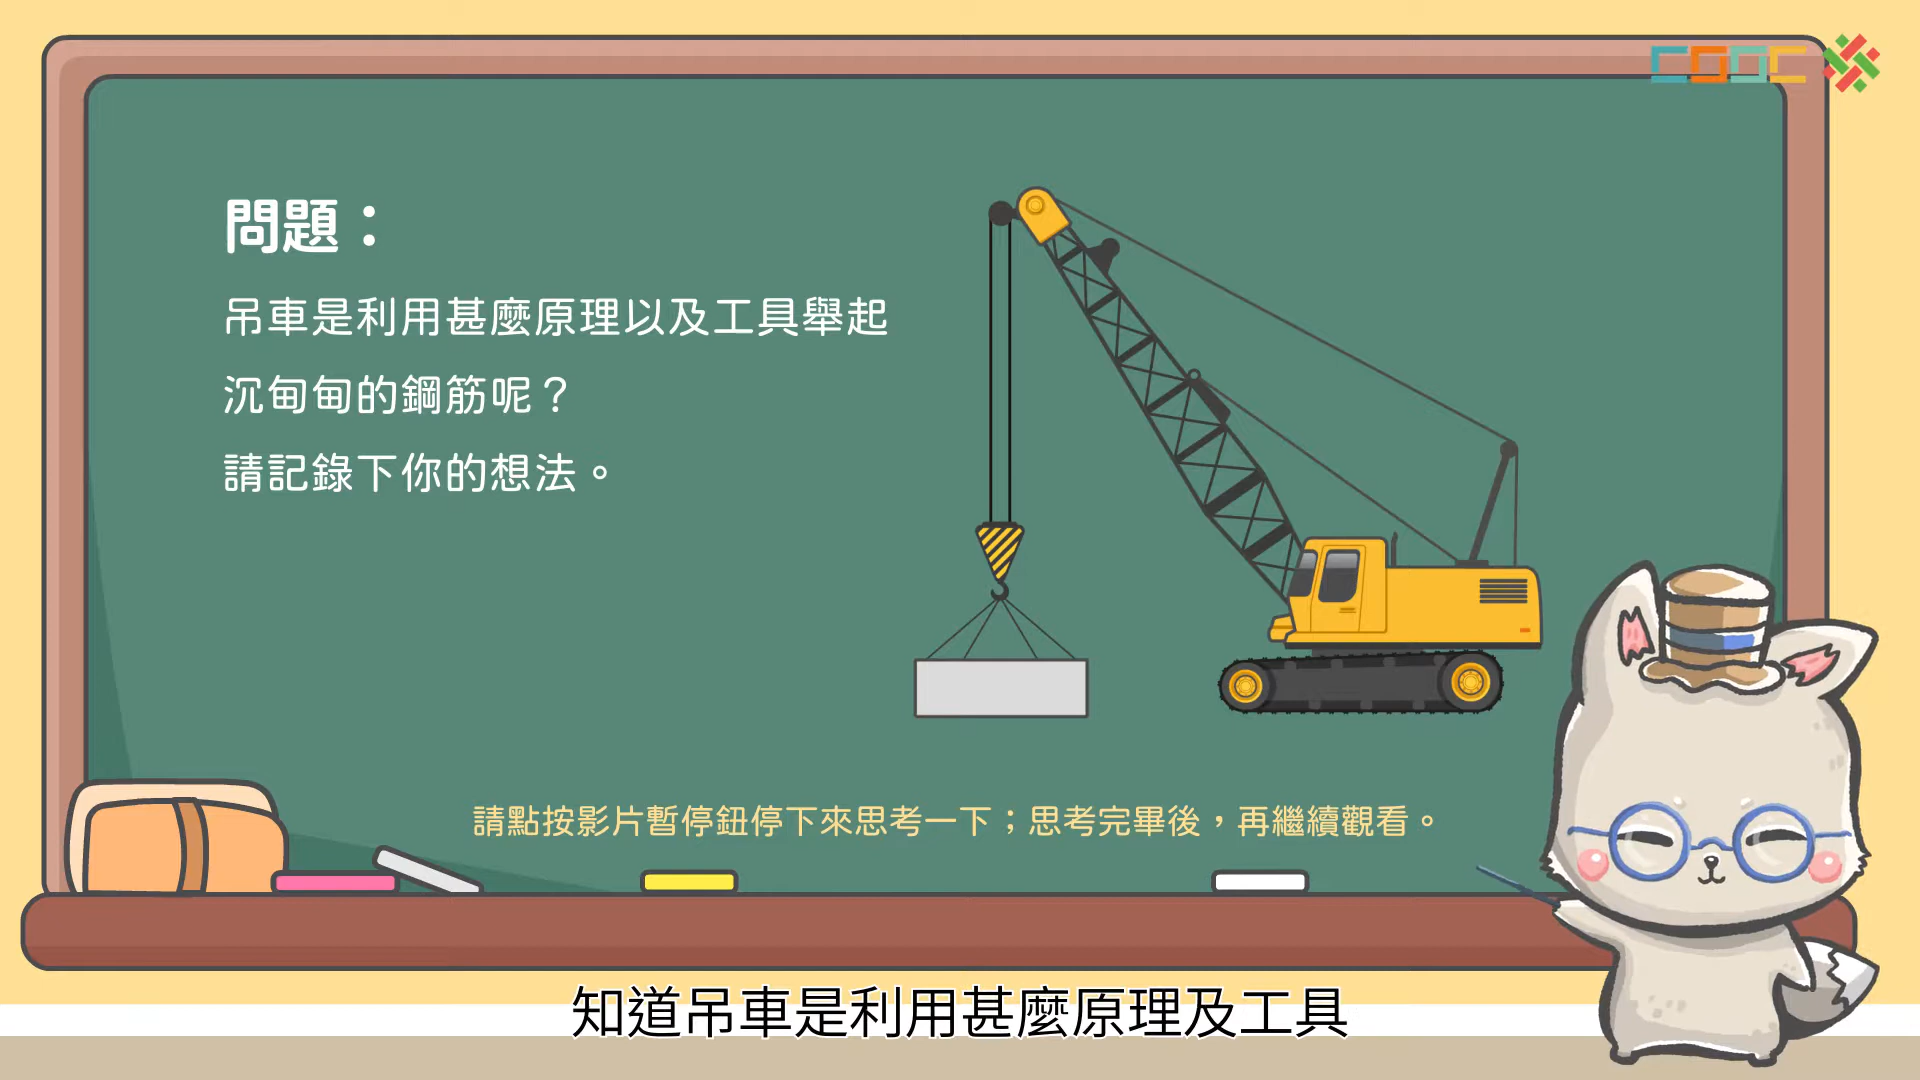 COOC
問題：
吊車是利用甚麼原理以及工具舉起
沉甸甸的鋼筋呢？
請記錄下你的想法。
請點按影片暫停鈕停下來思考一下；思考完畢後，再繼續觀看。
知道吊車是利用甚麼原理及工具